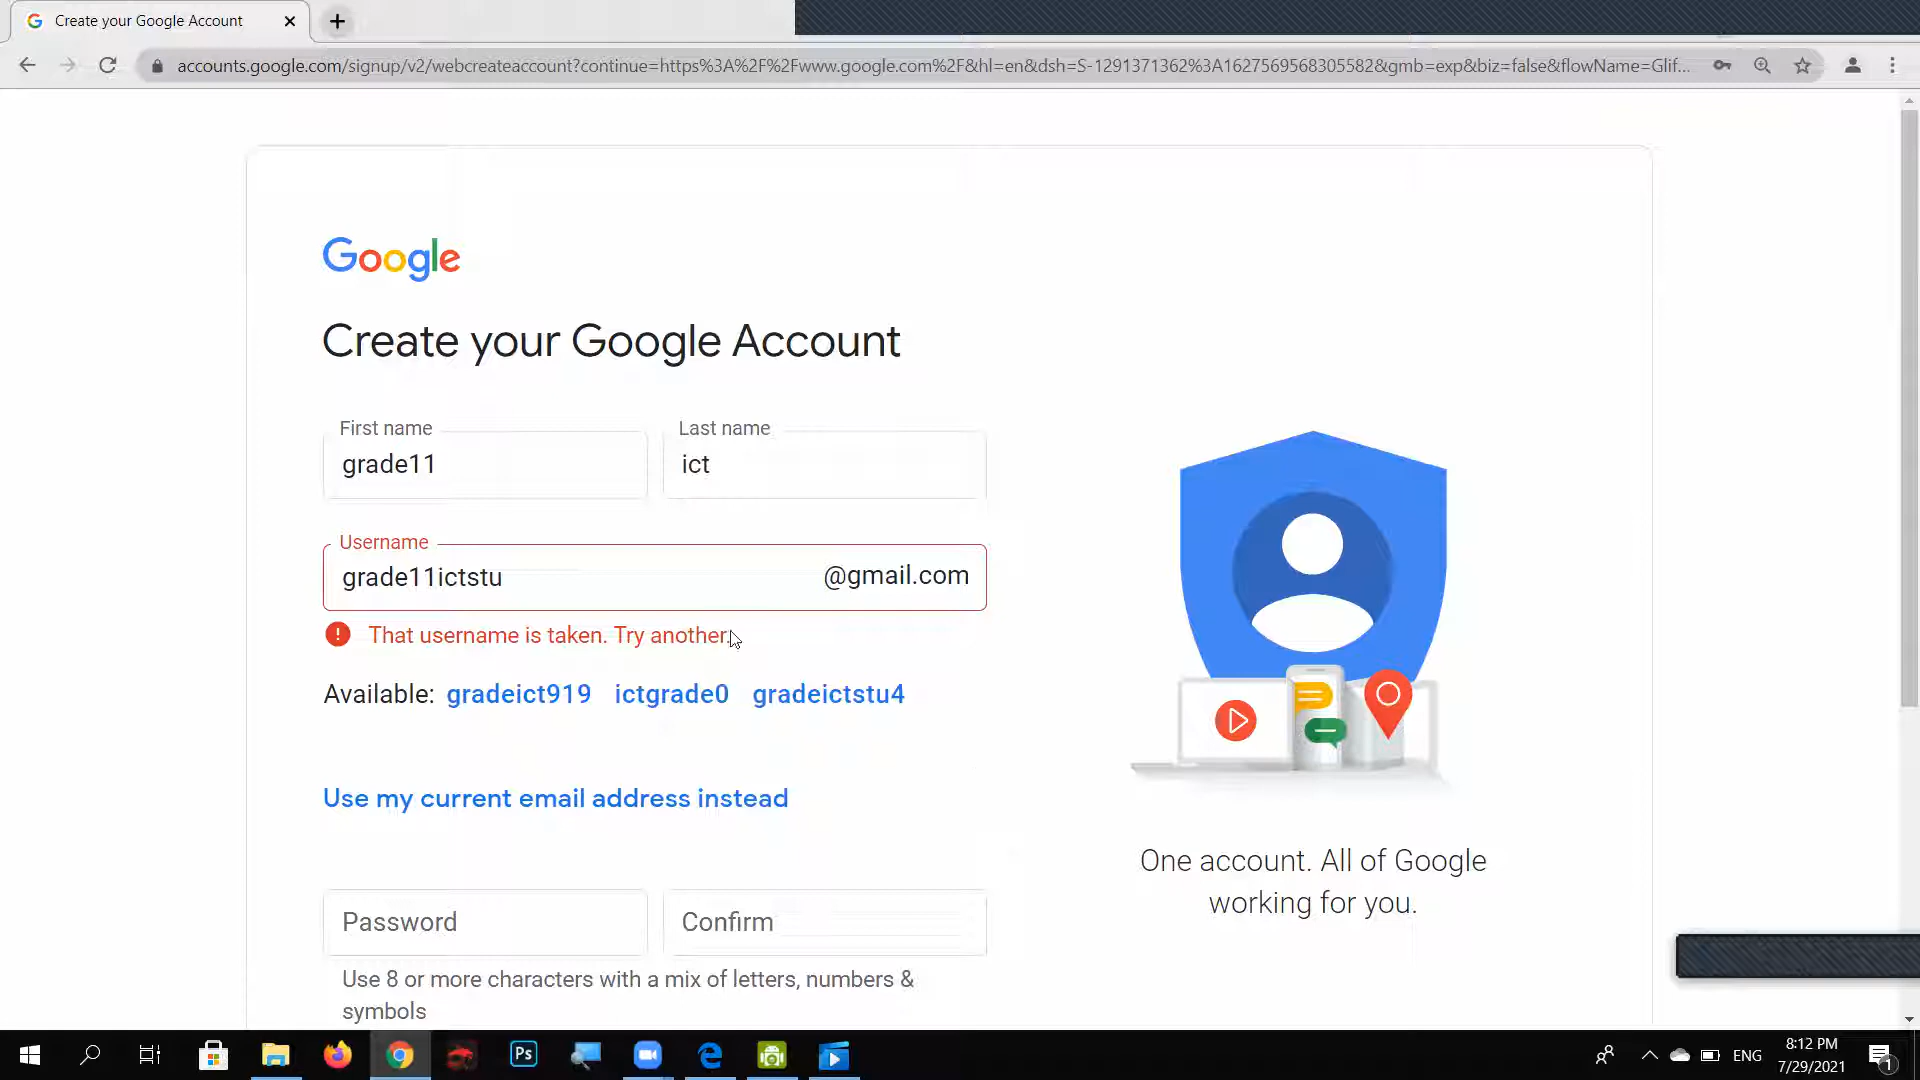 Create your Google Account
accounts.google.com/signup/v2/webcreateaccount?continue=https%3A%2F%2Fwww.google.com%2F&hl=en&dsh=S-1291371362%3A1627569568305582&gmb=exp&biz=false&flowName=Glif...
Google
Create your Google Account
First name
Last name
grade11
ict
Username
grade11ictstu
@gmail.com
That username is taken. Try another.
Available: gradeict919 ictgrade0 gradeictstu4
Use my current email address instead
Password
Confirm
Use 8 or more characters with a mix of letters, numbers &
symbols
One account. All of Google
working for you.
Ps
ENG
8:12 PM
7/29/2021
1